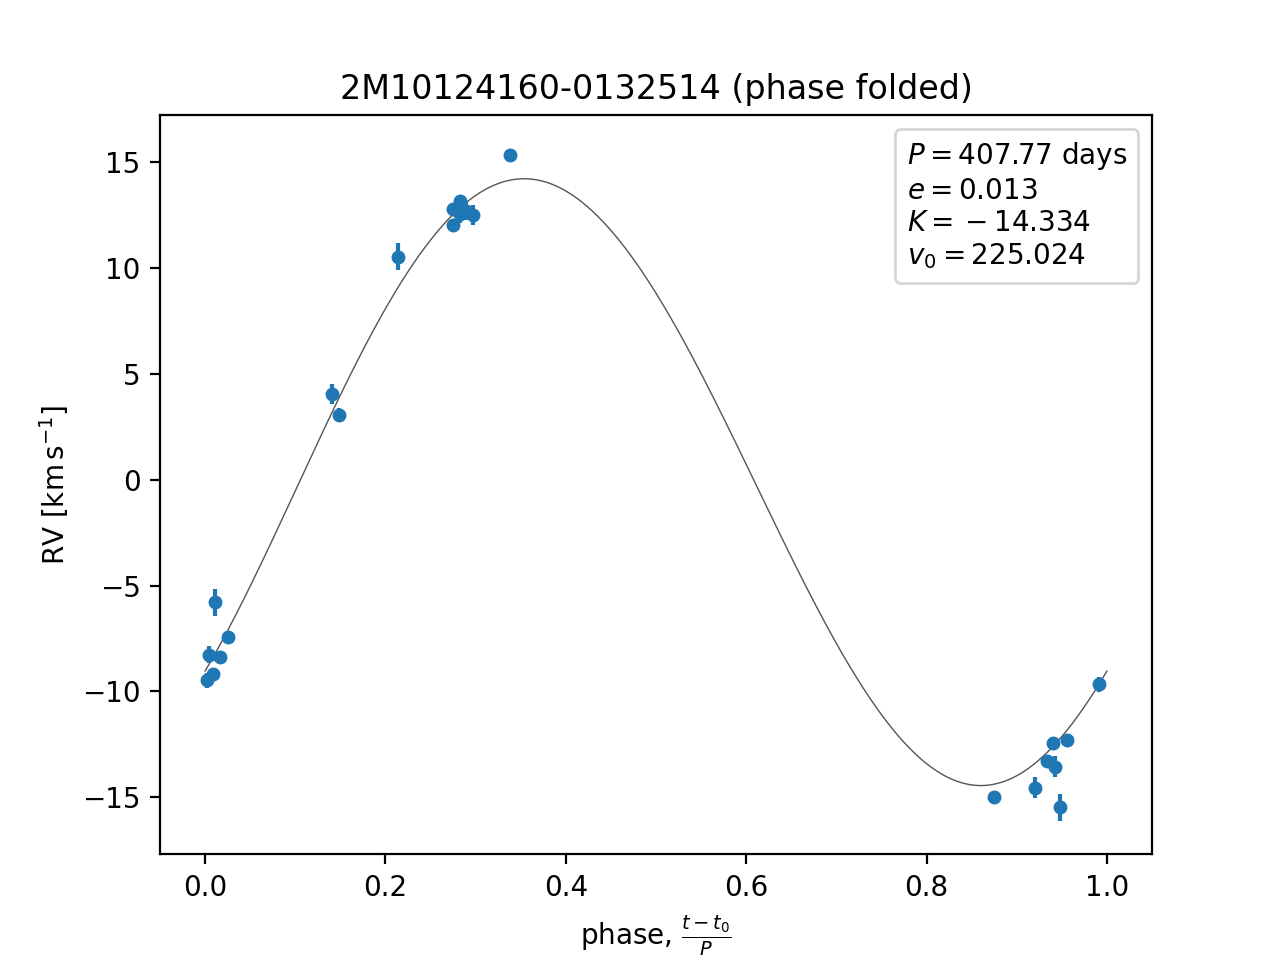 2M10124160-0132514 (phase folded)
P = 407.77 days
e = 0.013
K = −14.334
v₀ = 225.024
RV [km s⁻¹]
15
10
5
0
−5
−10
−15
0.0 0.2 0.4 0.6 0.8 1.0
phase, (t − t₀)/P